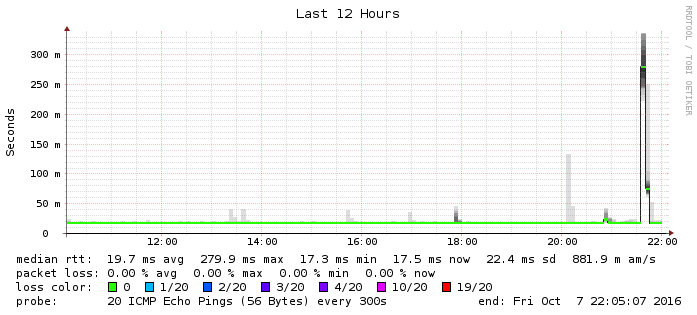 Last 12 Hours
RRDTOOL / TOBI OETIKER
Seconds
300 m
250 m
200 m
150 m
100 m
50 m
0
12:00 14:00 16:00 18:00 20:00 22:00
median rtt: 19.7 ms avg 279.9 ms max 17.3 ms min 17.5 ms now 22.4 ms sd 881.9 m am/s
packet loss: 0.00 % avg 0.00 % max 0.00 % min 0.00 % now
loss color: 0 1/20 2/20 3/20 4/20 10/20 19/20
probe: 20 ICMP Echo Pings (56 Bytes) every 300s end: Fri Oct 7 22:05:07 2016